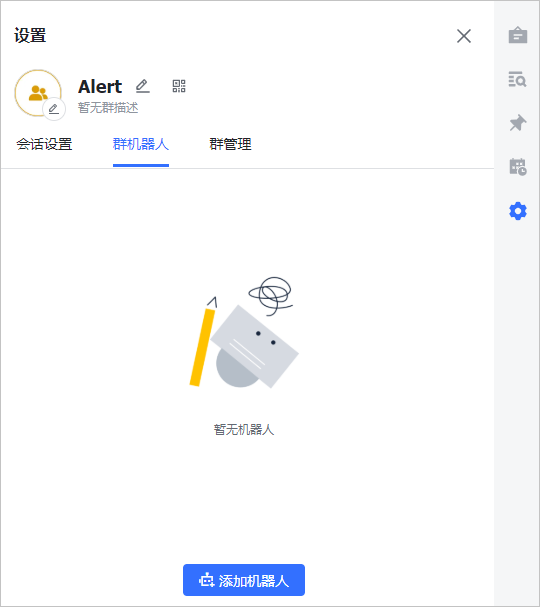 设置
Alert
暂无群描述
会话设置 群机器人 群管理
暂无机器人
添加机器人